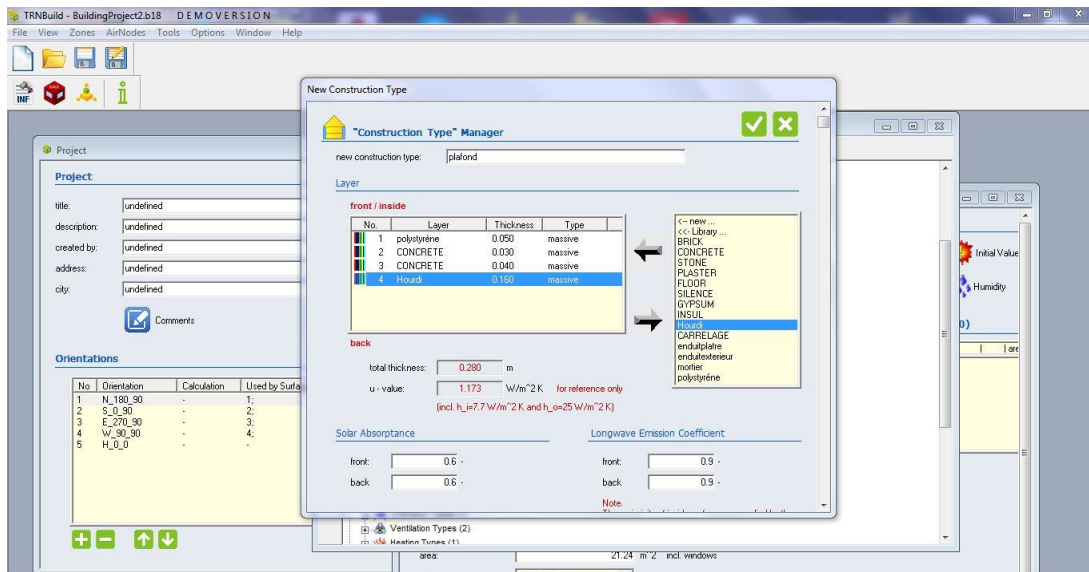 TRNBuild - BuildingProject2.b18 DEMOVERSION
File View Zones AirNodes Tools Options Window Help
INF
Project
Project
title: undefined
description: undefined
created by: undefined
address: undefined
city: undefined
Comments
Orientations
No Orientation Calculation Used by Surfa
1 N_180_90 - 1;
2 S_0_90 - 2;
3 E_270_90 - 3;
4 W_90_90 - 4;
5 H_0_0 - -
New Construction Type
"Construction Type" Manager
new construction type: plafond
Layer
front / inside
No. Layer Thickness Type
1 polystyréne 0.050 massive
2 CONCRETE 0.030 massive
3 CONCRETE 0.040 massive
4 Hourdi 0.160 massive
back
<-- new ...
<<- Library ...
BRICK
CONCRETE
STONE
PLASTER
FLOOR
SILENCE
GYPSUM
INSUL
Hourdi
CARRELAGE
enduitplatre
enduitexterieur
mortier
polystyréne
total thickness: 0.280 m
u - value: 1.173 W/m^2 K for reference only
(incl. h_i=7.7 W/m^2 K and h_o=25 W/m^2 K)
Solar Absorptance
front: 0.6 -
back 0.6 -
Longwave Emission Coefficient
front: 0.9 -
back 0.9 -
Note.
Ventilation Types (2)
Heating Types (1)
area: 21.24 m^2 incl. windows
Initial Value
Humidity
0)
are